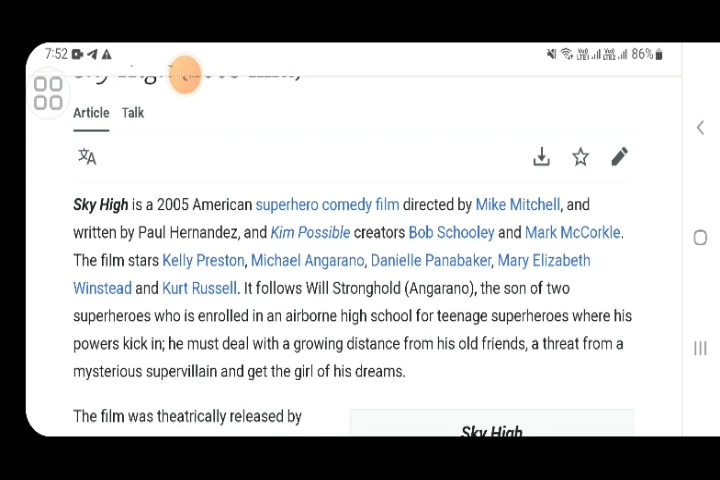 7:52
86%
Article Talk
Sky High is a 2005 American superhero comedy film directed by Mike Mitchell, and
written by Paul Hernandez, and Kim Possible creators Bob Schooley and Mark McCorkle.
The film stars Kelly Preston, Michael Angarano, Danielle Panabaker, Mary Elizabeth
Winstead and Kurt Russell. It follows Will Stronghold (Angarano), the son of two
superheroes who is enrolled in an airborne high school for teenage superheroes where his
powers kick in; he must deal with a growing distance from his old friends, a threat from a
mysterious supervillain and get the girl of his dreams.
The film was theatrically released by
Sky High